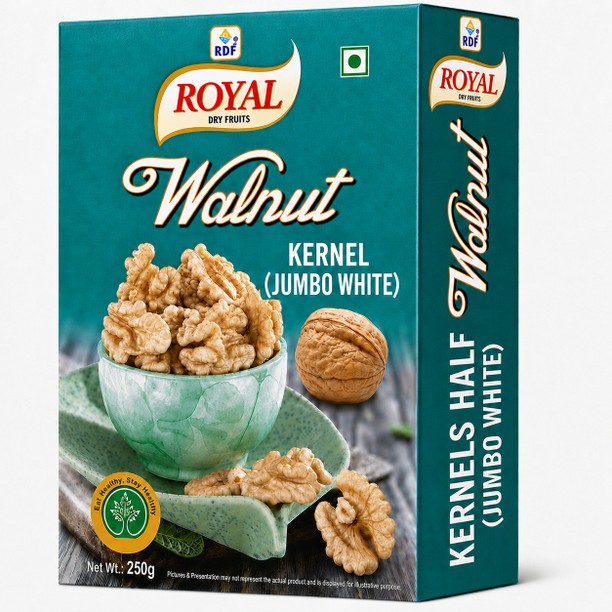 RDF
ROYAL
DRY FRUITS
Walnut
KERNEL
(JUMBO WHITE)
Eat Healthy, Stay Healthy
Net Wt.: 250g
Pictures & Presentation may not represent the actual product and is displayed for illustrative purpose.
RDF
ROYAL
DRY FRUITS
Walnut
KERNELS HALF
(JUMBO WHITE)